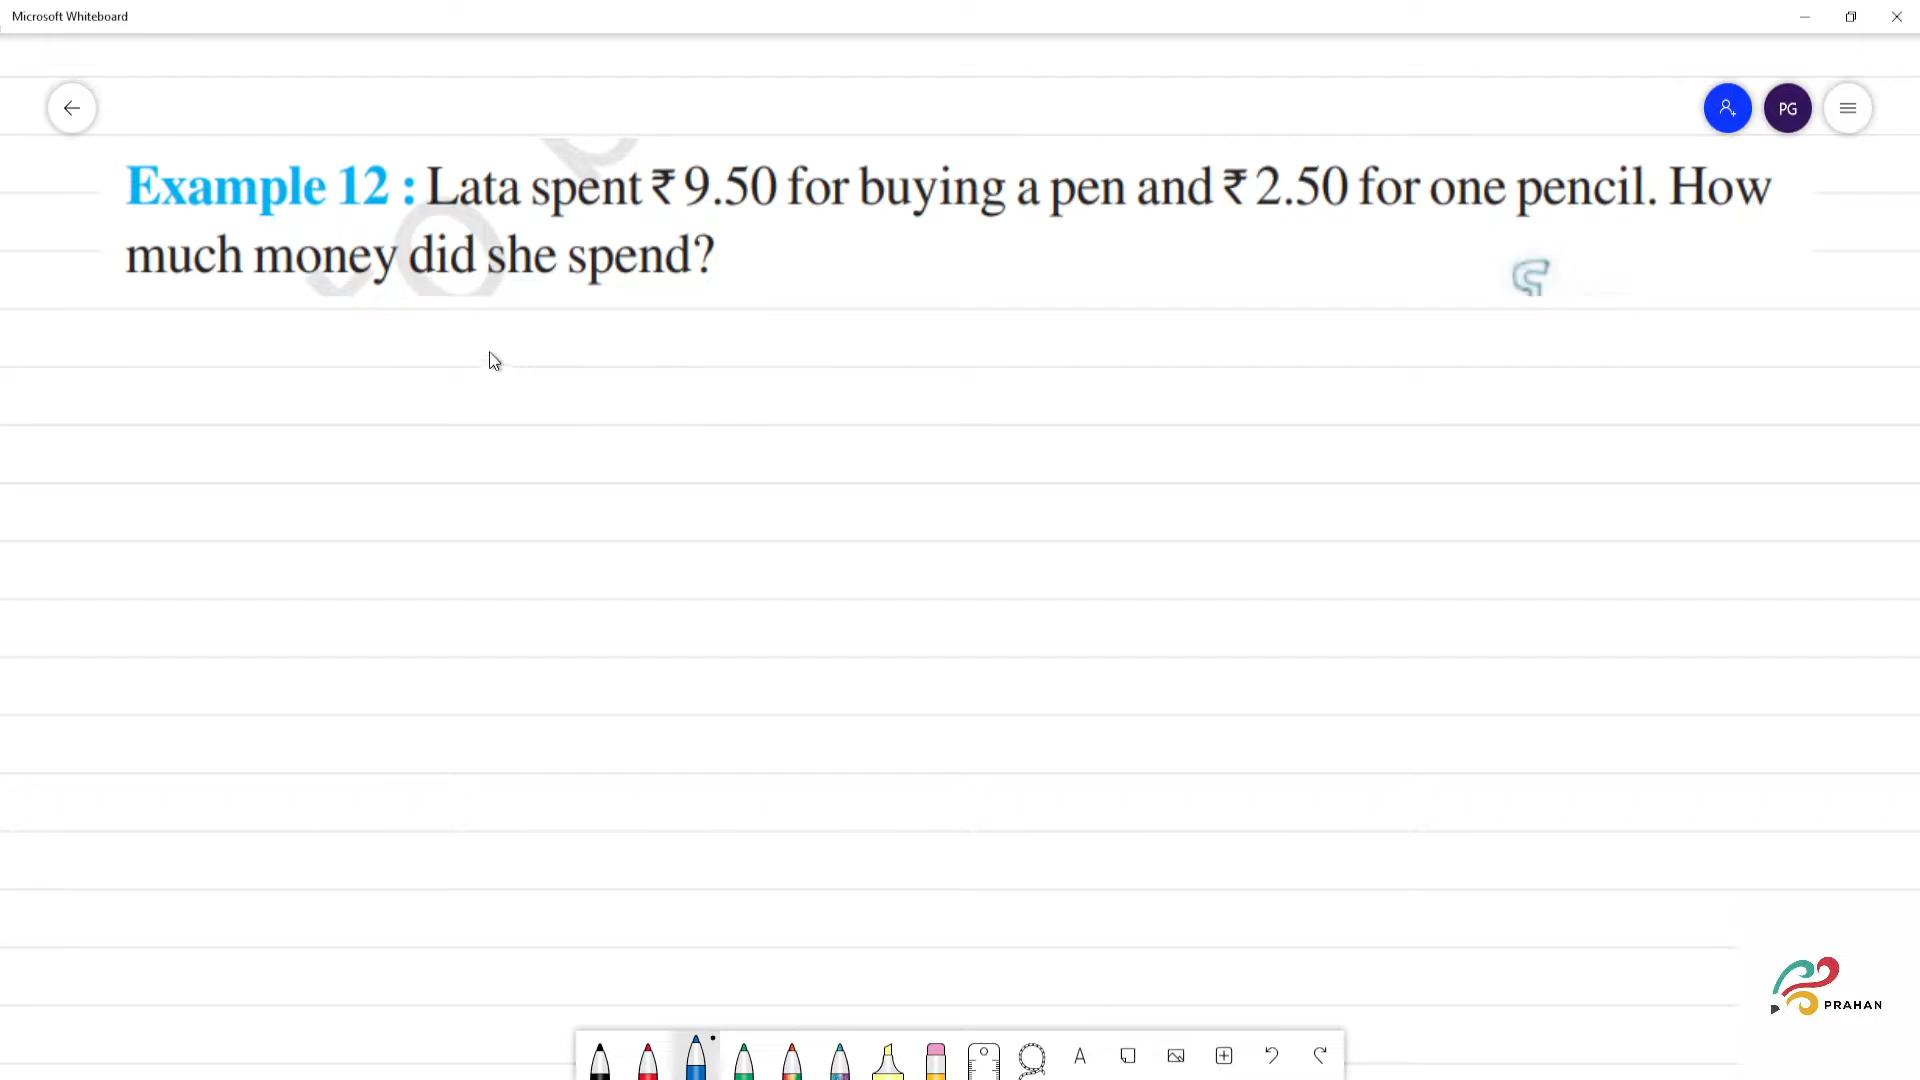 Microsoft Whiteboard
PG
Example 12 : Lata spent ₹ 9.50 for buying a pen and ₹ 2.50 for one pencil. How
much money did she spend?
PRAHAN
A